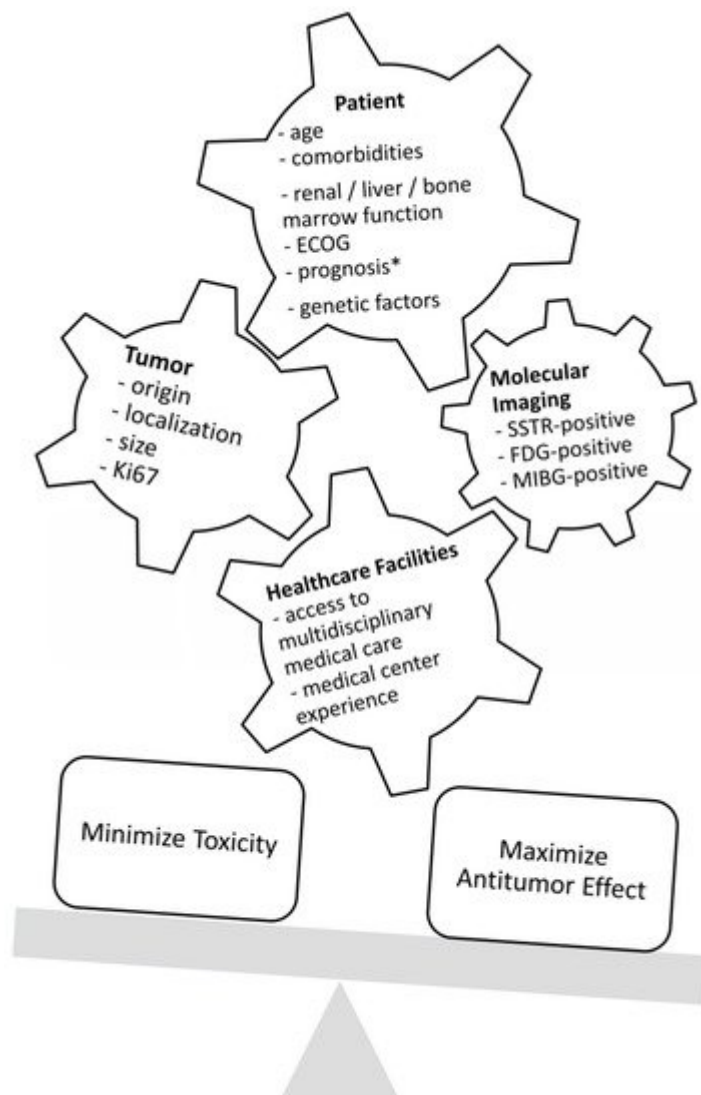 Patient
- age
- comorbidities
- renal / liver / bone
marrow function
- ECOG
- prognosis*
- genetic factors
Tumor
- origin
- localization
- size
- Ki67
Molecular
Imaging
- SSTR-positive
- FDG-positive
- MIBG-positive
Healthcare Facilities
- access to
multidisciplinary
medical care
- medical center
experience
Minimize Toxicity
Maximize
Antitumor Effect